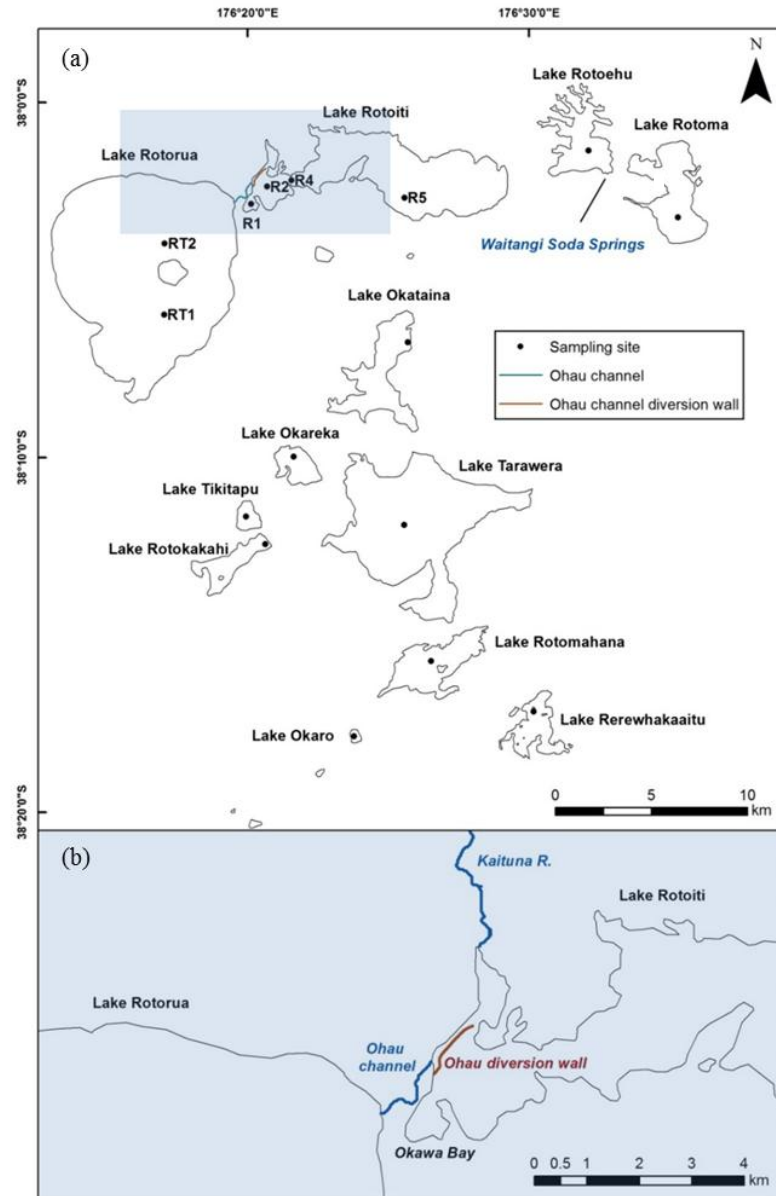 176°20'0"E
176°30'0"E
(a)
N
38°0'0"S
Lake Rotoehu
Lake Rotoiti
Lake Rotoma
Lake Rotorua
R4
R2
R5
R1
Waitangi Soda Springs
RT2
RT1
Lake Okataina
Sampling site
Ohau channel
Ohau channel diversion wall
38°10'0"S
Lake Okareka
Lake Tarawera
Lake Tikitapu
Lake Rotokakahi
Lake Rotomahana
Lake Rerewhakaaitu
Lake Okaro
0 5 10
km
38°20'0"S
(b)
Kaituna R.
Lake Rotoiti
Lake Rotorua
Ohau
channel
Ohau diversion wall
Okawa Bay
0 0.5 1 2 3 4
km